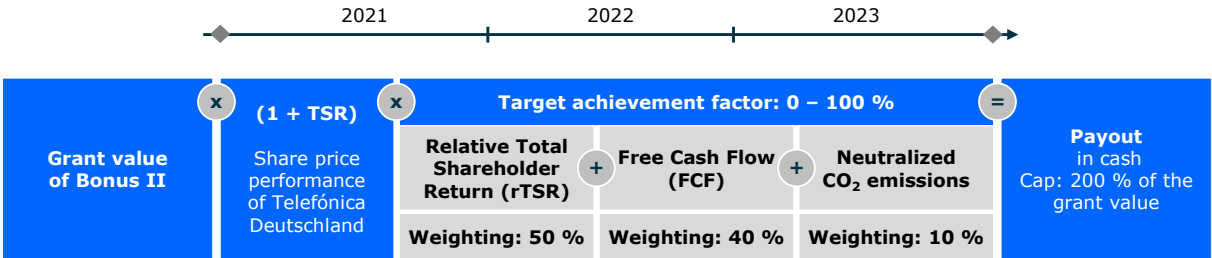 2021
2022
2023
Grant value
of Bonus II
x
(1 + TSR)
Share price
performance
of Telefónica
Deutschland
x
Target achievement factor: 0 – 100 %
Relative Total
Shareholder
Return (rTSR)
+
Free Cash Flow
(FCF)
+
Neutralized
CO₂ emissions
Weighting: 50 %
Weighting: 40 %
Weighting: 10 %
=
Payout
in cash
Cap: 200 % of the
grant value